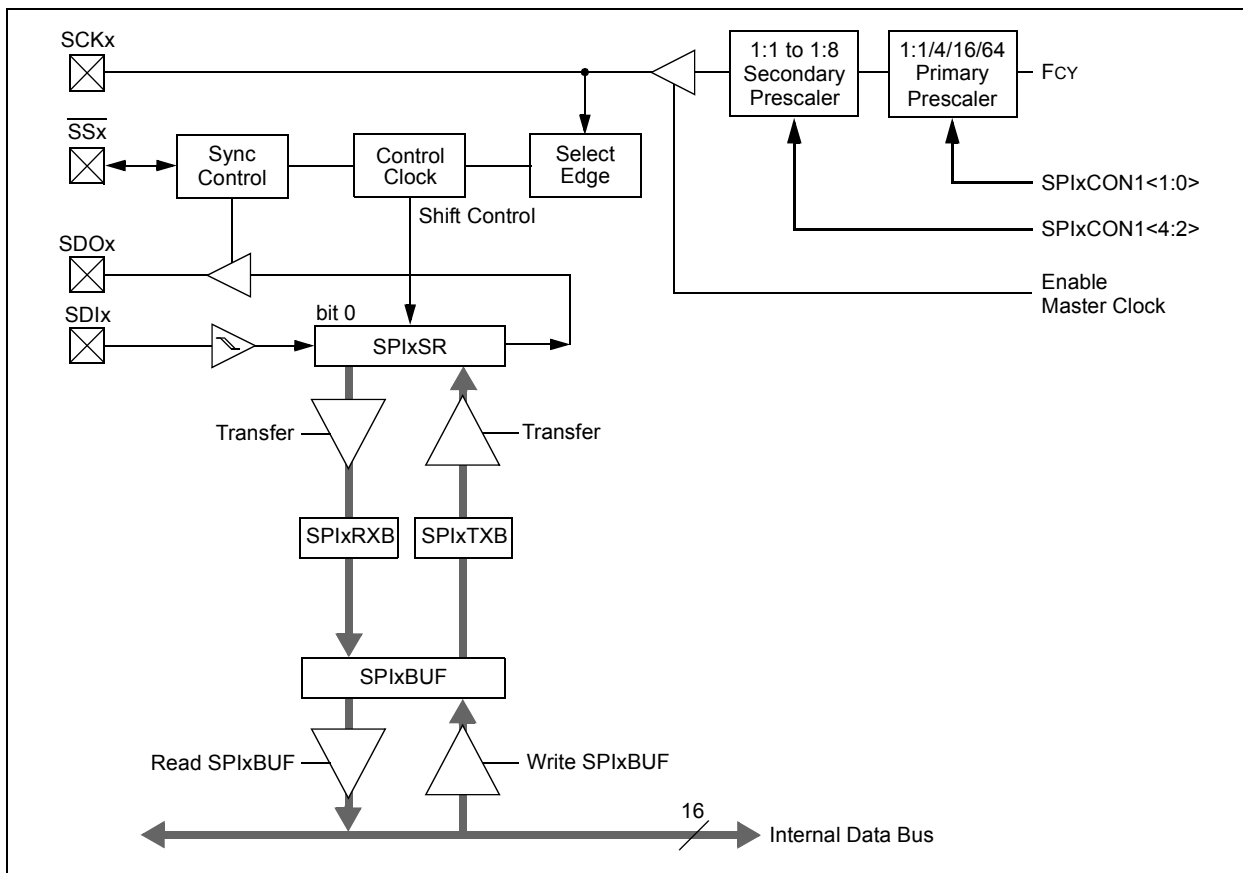 SCKx
1:1 to 1:8
Secondary
Prescaler
1:1/4/16/64
Primary
Prescaler
FCY
SSx
Sync
Control
Control
Clock
Select
Edge
SPIxCON1<1:0>
Shift Control
SPIxCON1<4:2>
SDOx
Enable
Master Clock
SDIx
bit 0
SPIxSR
Transfer
Transfer
SPIxRXB
SPIxTXB
SPIxBUF
Read SPIxBUF
Write SPIxBUF
16
Internal Data Bus